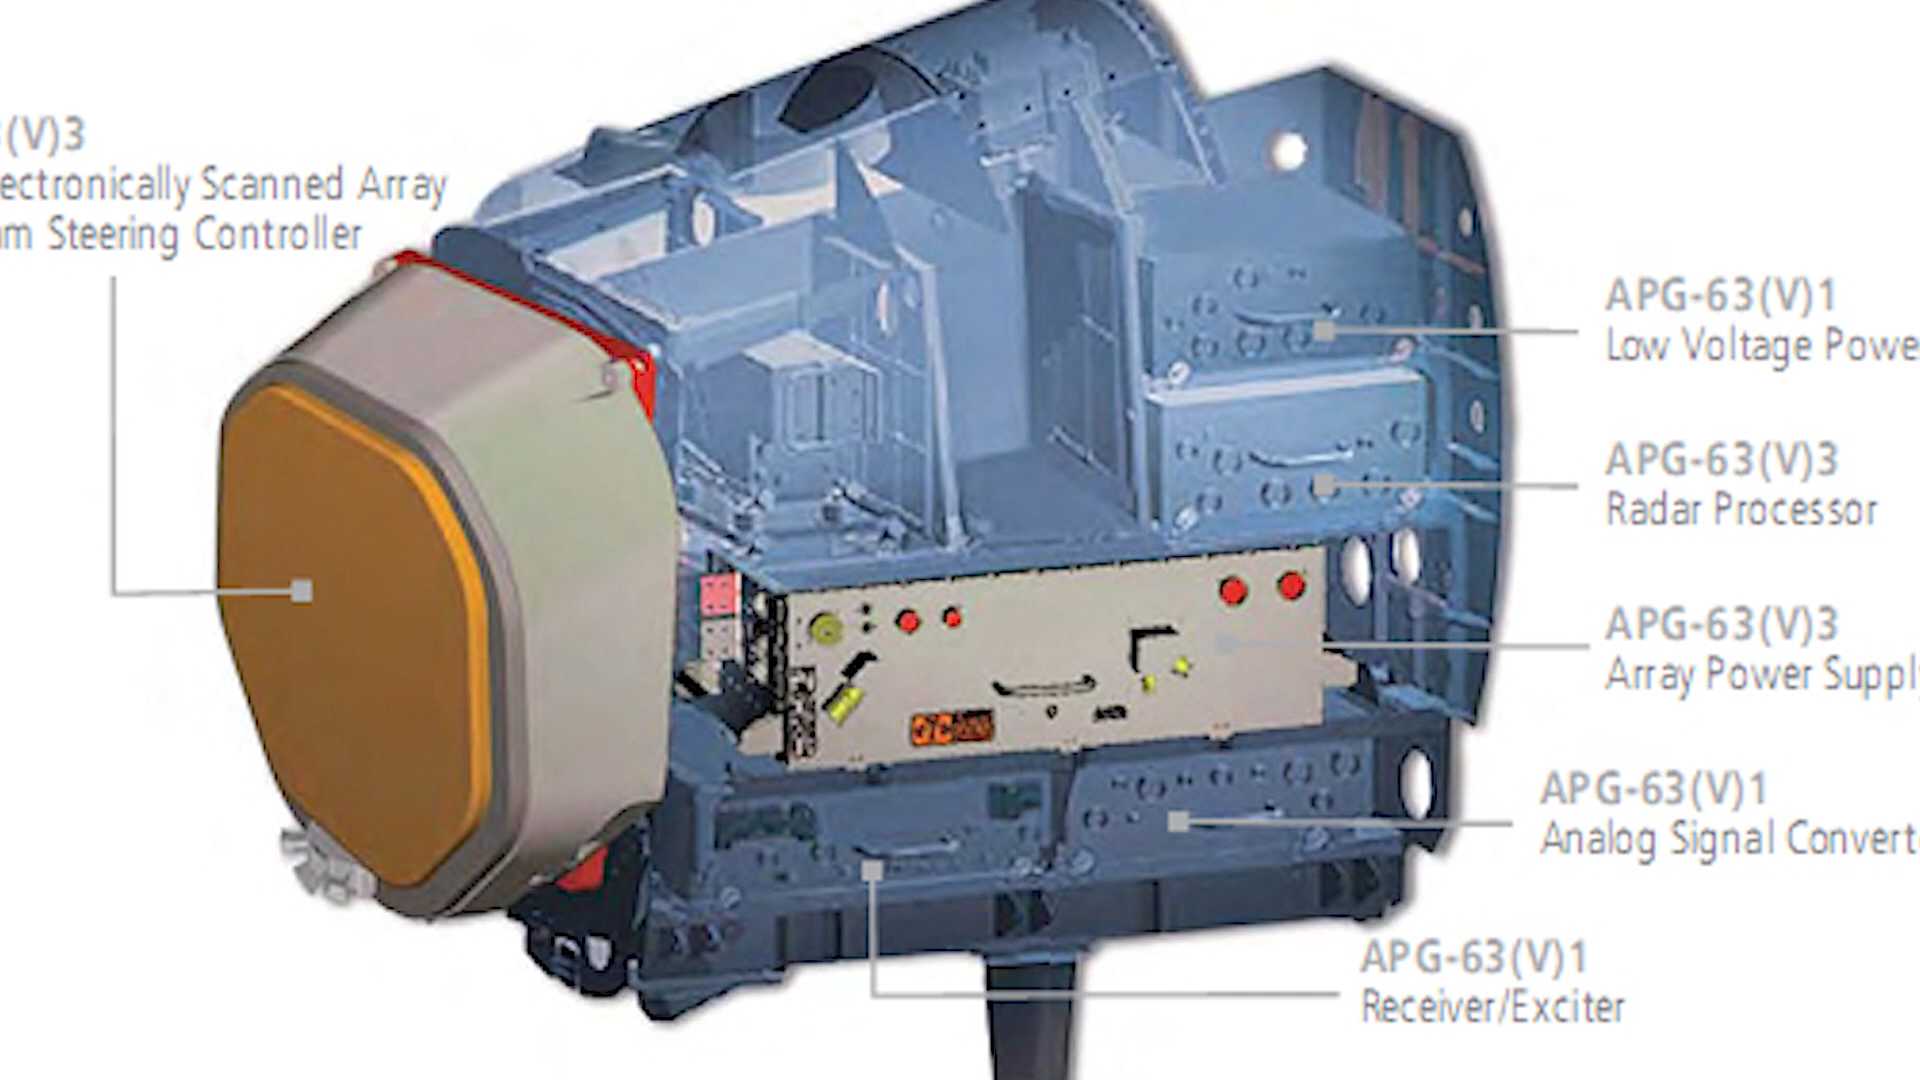 (V)3
ectronically Scanned Array
m Steering Controller
APG-63(V)1
Low Voltage Powe
APG-63(V)3
Radar Processor
APG-63(V)3
Array Power Suppl
APG-63(V)1
Analog Signal Convert
APG-63(V)1
Receiver/Exciter